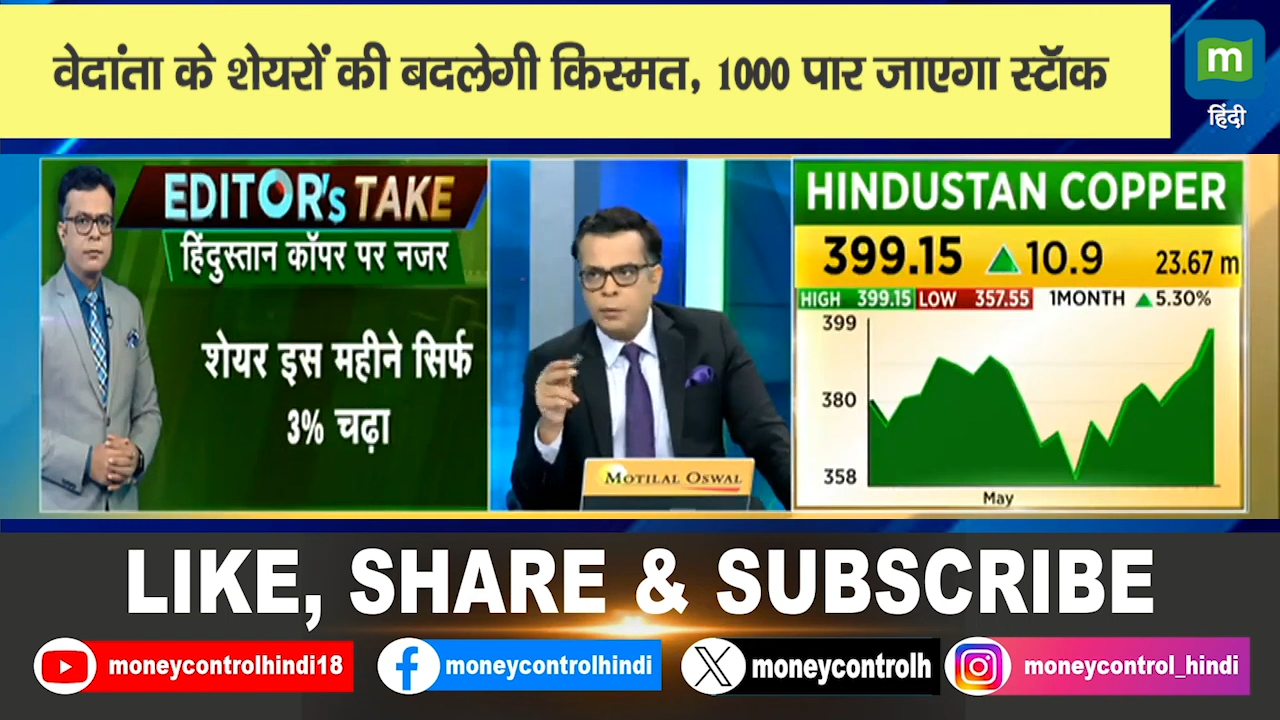 वेदांता के शेयरों की बदलेगी किस्मत, 1000 पार जाएगा स्टॉक
m
हिंदी
EDITOR's TAKE
हिंदुस्तान कॉपर पर नजर
शेयर इस महीने सिर्फ
3% चढ़ा
MOTILAL OSWAL
HINDUSTAN COPPER
399.15 ▲10.9 23.67 m
HIGH 399.15 LOW 357.55 1MONTH ▲5.30%
399
380
358
May
LIKE, SHARE & SUBSCRIBE
moneycontrolhindi18 moneycontrolhindi moneycontrolh moneycontrol_hindi